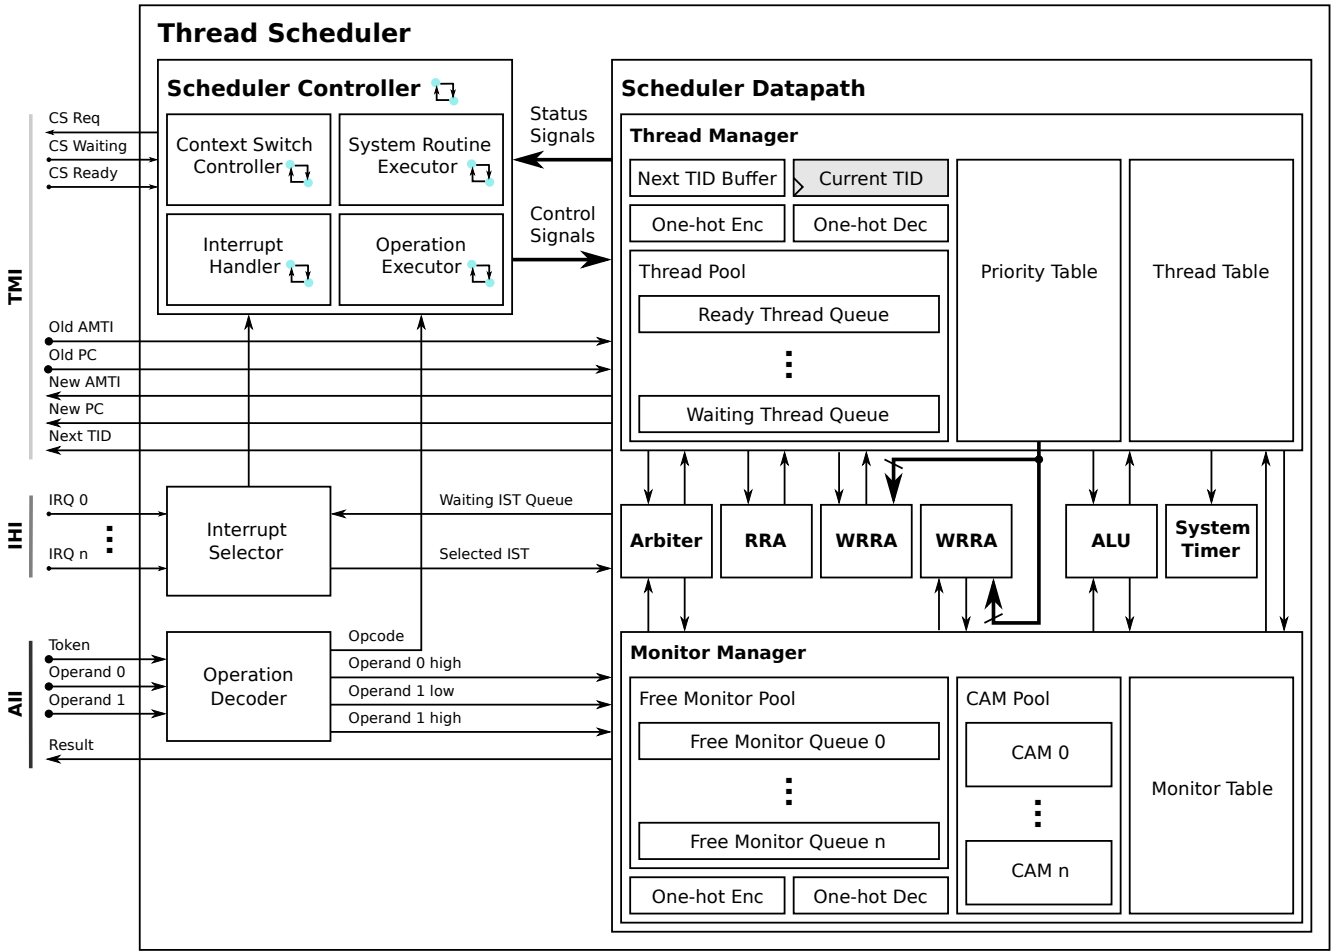 Thread Scheduler
Scheduler Controller
Context Switch
Controller
System Routine
Executor
Interrupt
Handler
Operation
Executor
Status
Signals
Control
Signals
TMI
CS Req
CS Waiting
CS Ready
Old AMTI
Old PC
New AMTI
New PC
Next TID
IHI
IRQ 0
IRQ n
Interrupt
Selector
Waiting IST Queue
Selected IST
AII
Token
Operand 0
Operand 1
Result
Operation
Decoder
Opcode
Operand 0 high
Operand 1 low
Operand 1 high
Scheduler Datapath
Thread Manager
Next TID Buffer
Current TID
One-hot Enc
One-hot Dec
Thread Pool
Ready Thread Queue
Waiting Thread Queue
Priority Table
Thread Table
Arbiter
RRA
WRRA
WRRA
ALU
System
Timer
Monitor Manager
Free Monitor Pool
Free Monitor Queue 0
Free Monitor Queue n
One-hot Enc
One-hot Dec
CAM Pool
CAM 0
CAM n
Monitor Table